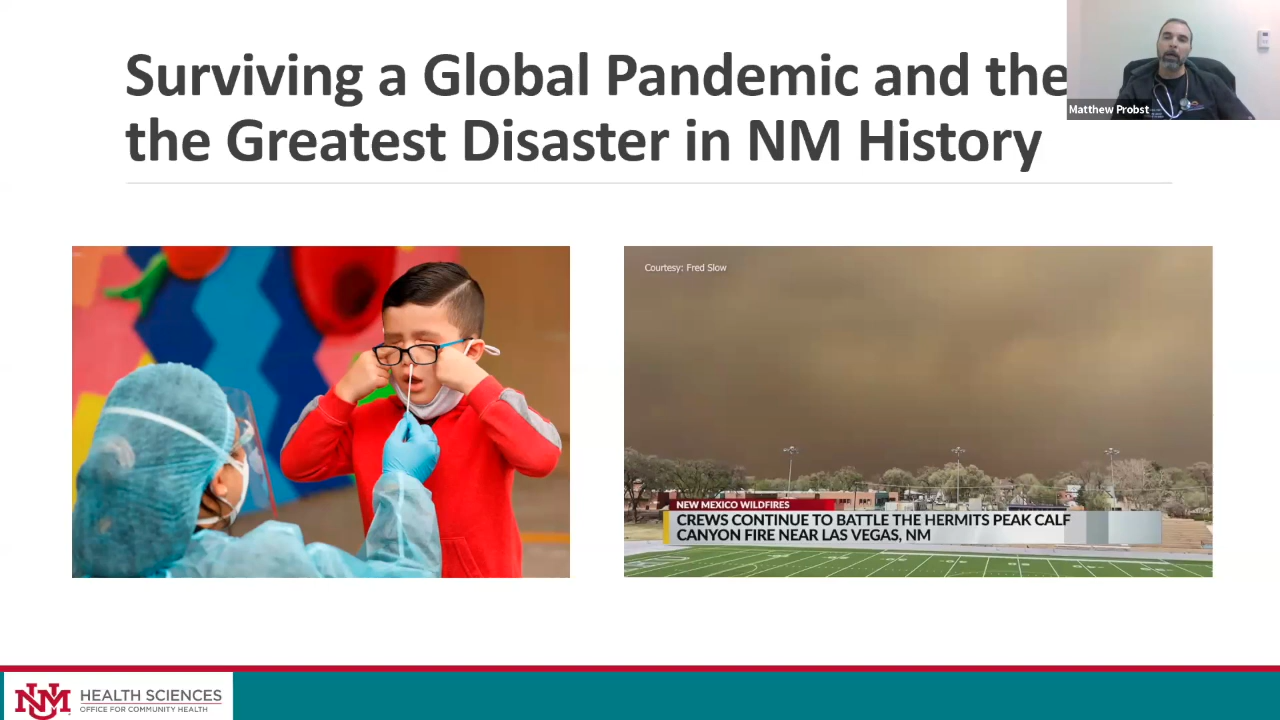 Surviving a Global Pandemic and the
the Greatest Disaster in NM History
Matthew Probst
Courtesy: Fred Slow
NEW MEXICO WILDFIRES
CREWS CONTINUE TO BATTLE THE HERMITS PEAK CALF
CANYON FIRE NEAR LAS VEGAS, NM
UNM HEALTH SCIENCES
OFFICE FOR COMMUNITY HEALTH